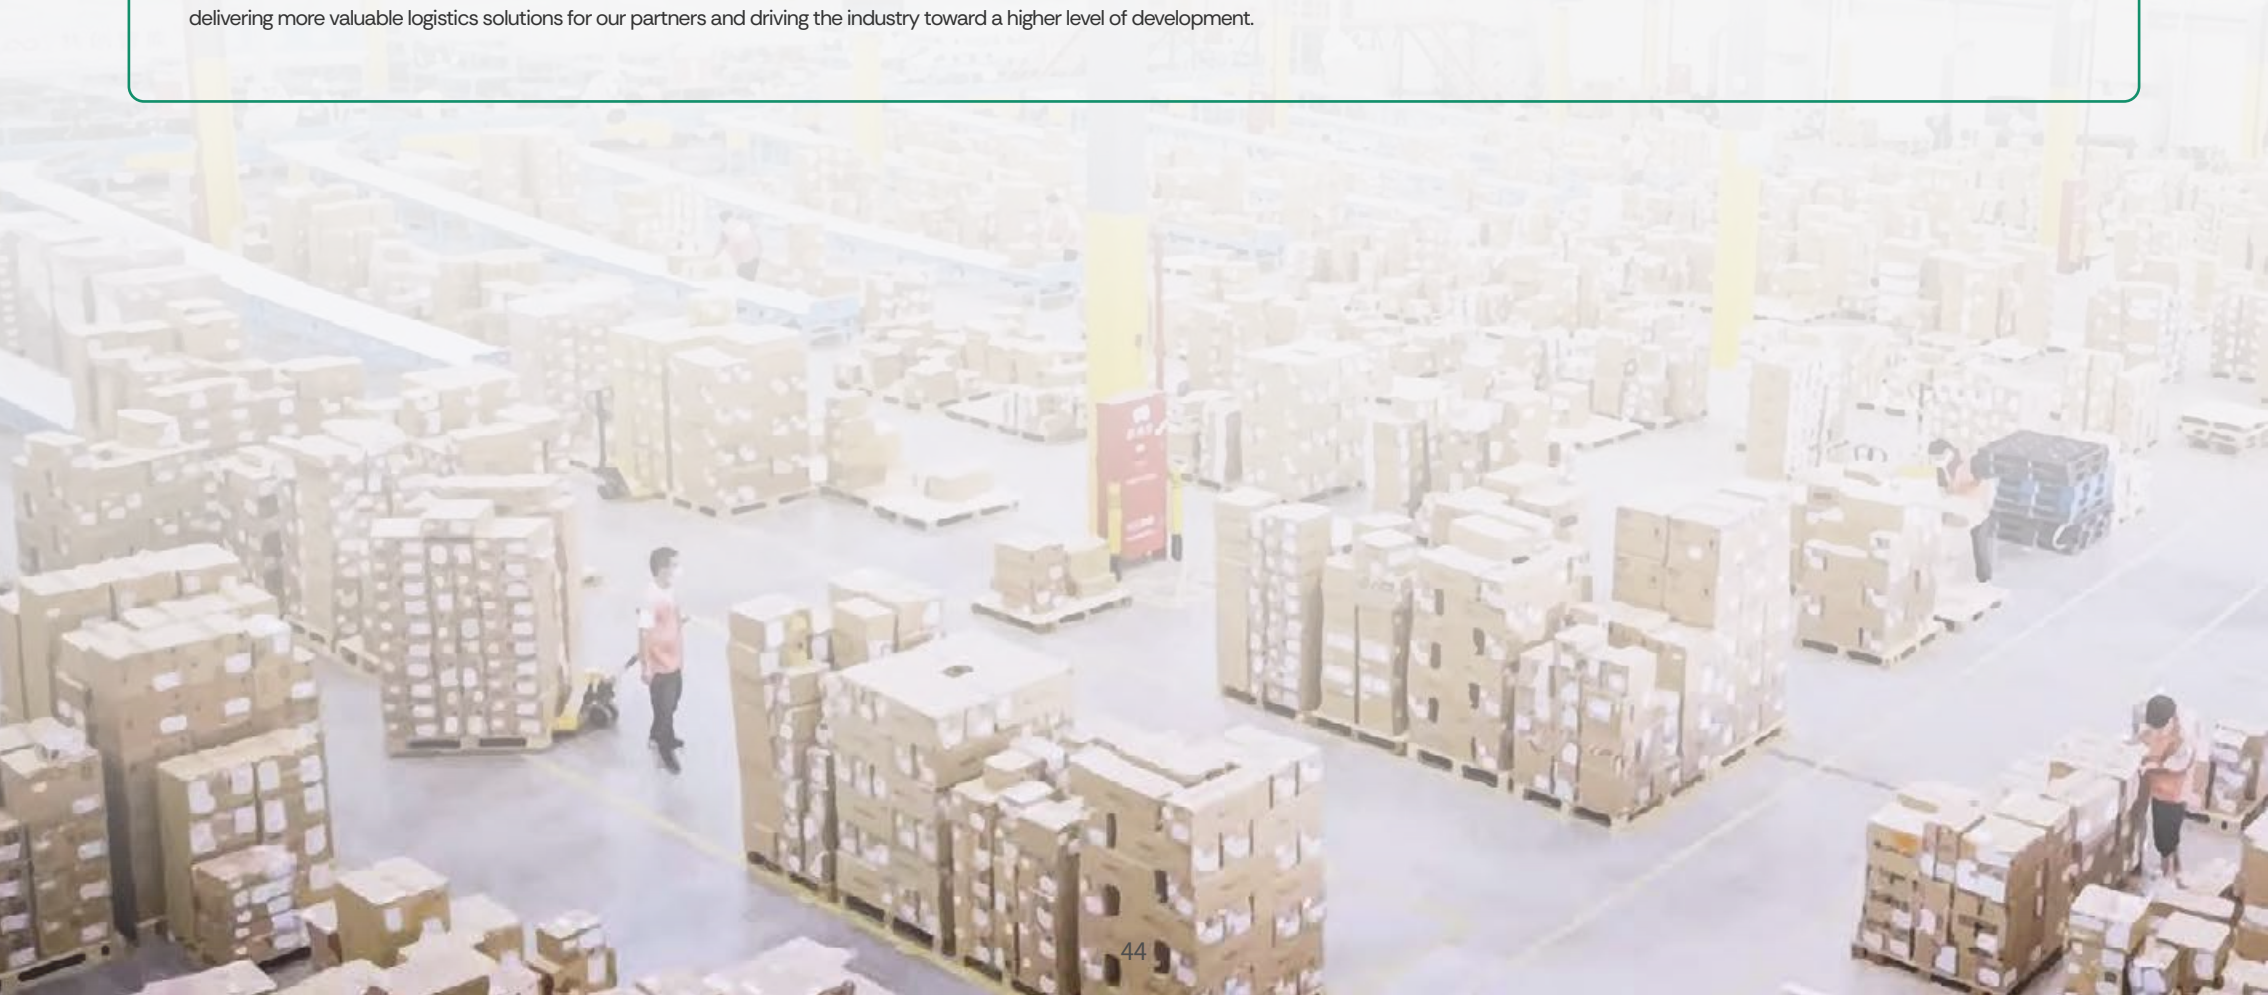 delivering more valuable logistics solutions for our partners and driving the industry toward a higher level of development.
44